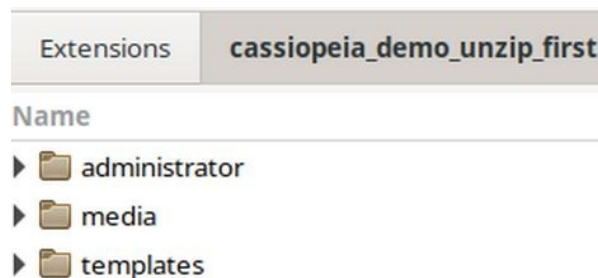 Extensions cassiopeia_demo_unzip_first
Name
administrator
media
templates